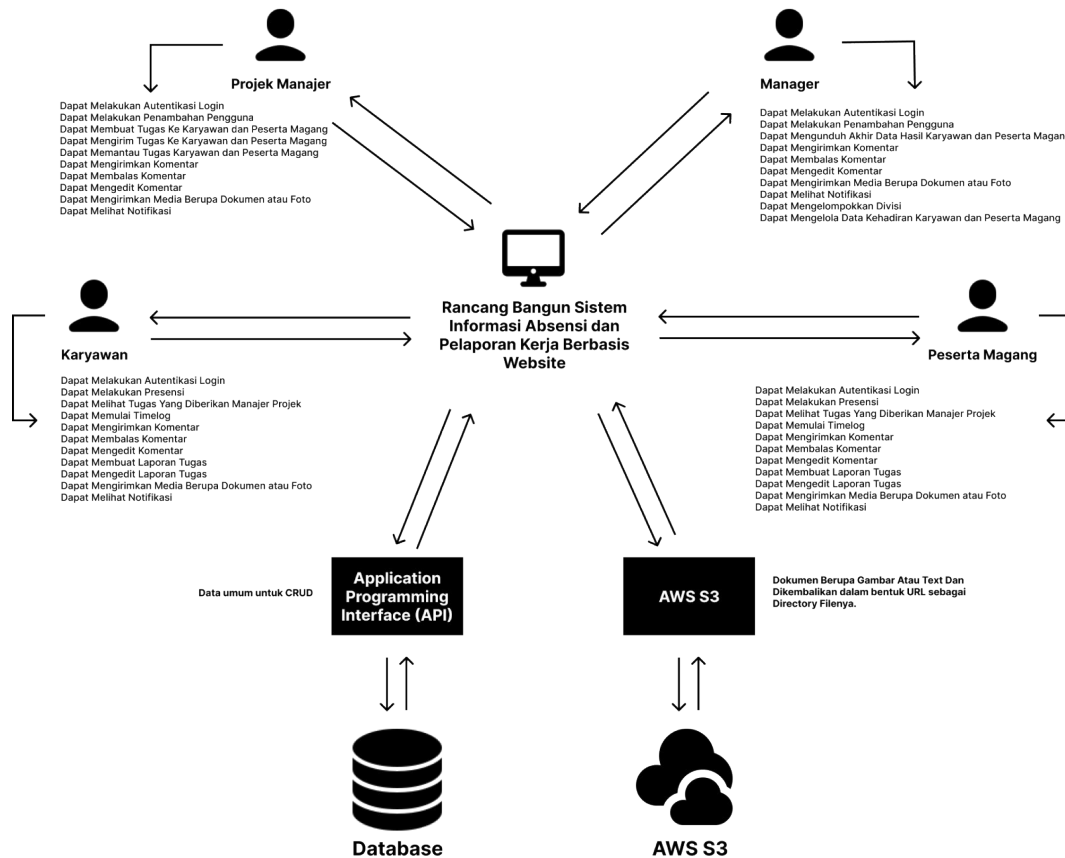 Projek Manajer
Dapat Melakukan Autentikasi Login
Dapat Melakukan Penambahan Pengguna
Dapat Membuat Tugas Ke Karyawan dan Peserta Magang
Dapat Mengirim Tugas Ke Karyawan dan Peserta Magang
Dapat Memantau Tugas Karyawan dan Peserta Magang
Dapat Mengirimkan Komentar
Dapat Membalas Komentar
Dapat Mengedit Komentar
Dapat Mengirimkan Media Berupa Dokumen atau Foto
Dapat Melihat Notifikasi
Manager
Dapat Melakukan Autentikasi Login
Dapat Melakukan Penambahan Pengguna
Dapat Mengunduh Akhir Data Hasil Karyawan dan Peserta Magan
Dapat Mengirimkan Komentar
Dapat Membalas Komentar
Dapat Mengedit Komentar
Dapat Mengirimkan Media Berupa Dokumen atau Foto
Dapat Melihat Notifikasi
Dapat Mengelompokkan Divisi
Dapat Mengelola Data Kehadiran Karyawan dan Peserta Magang
Rancang Bangun Sistem
Informasi Absensi dan
Pelaporan Kerja Berbasis
Website
Karyawan
Dapat Melakukan Autentikasi Login
Dapat Melakukan Presensi
Dapat Melihat Tugas Yang Diberikan Manajer Projek
Dapat Memulai Timelog
Dapat Mengirimkan Komentar
Dapat Membalas Komentar
Dapat Mengedit Komentar
Dapat Membuat Laporan Tugas
Dapat Mengedit Laporan Tugas
Dapat Mengirimkan Media Berupa Dokumen atau Foto
Dapat Melihat Notifikasi
Peserta Magang
Dapat Melakukan Autentikasi Login
Dapat Melakukan Presensi
Dapat Melihat Tugas Yang Diberikan Manajer Projek
Dapat Memulai Timelog
Dapat Mengirimkan Komentar
Dapat Membalas Komentar
Dapat Mengedit Komentar
Dapat Membuat Laporan Tugas
Dapat Mengedit Laporan Tugas
Dapat Mengirimkan Media Berupa Dokumen atau Foto
Dapat Melihat Notifikasi
Data umum untuk CRUD
Application
Programming
Interface (API)
AWS S3
Dokumen Berupa Gambar Atau Text Dan
Dikembalikan dalam bentuk URL sebagai
Directory Filenya.
Database
AWS S3